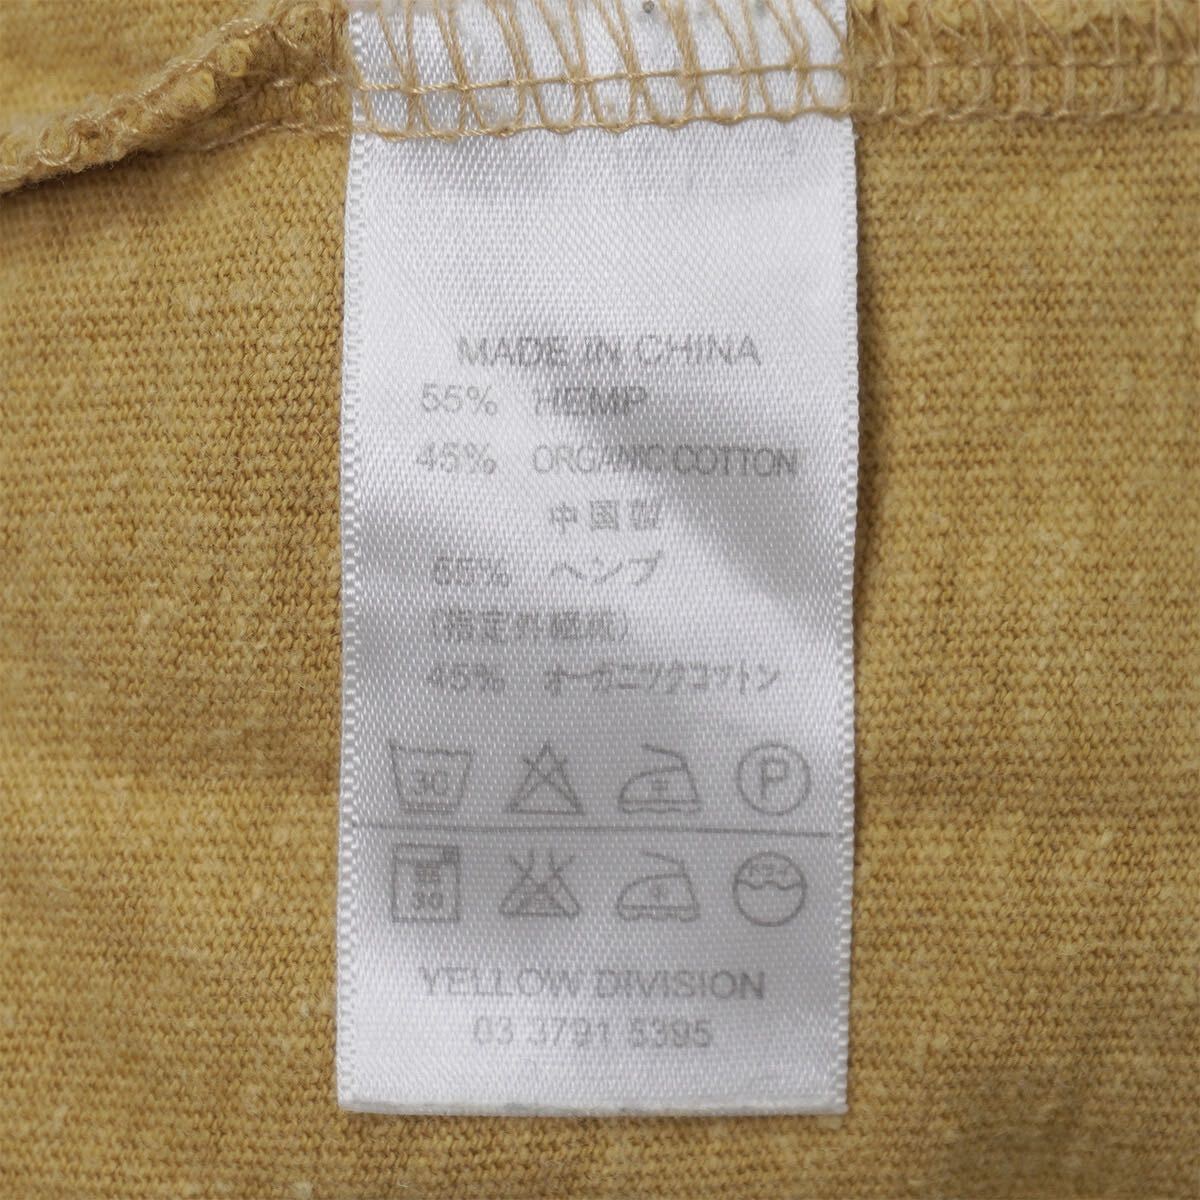 MADE IN CHINA
55% HEMP
45% ORGANIC COTTON
中国製
55% ヘンプ
(指定外繊維)
45% オーガニックコットン
30 P
30
YELLOW DIVISION
03 3791 5395